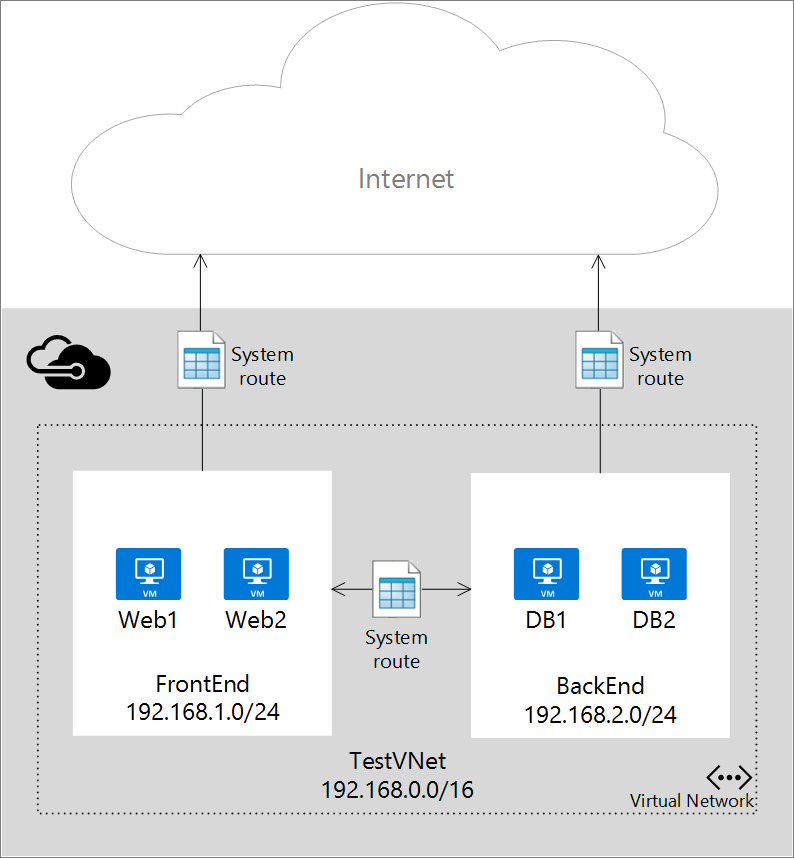 Internet
System
route
System
route
VM
VM
VM
VM
Web1
Web2
DB1
DB2
System
route
FrontEnd
192.168.1.0/24
BackEnd
192.168.2.0/24
TestVNet
192.168.0.0/16
Virtual Network